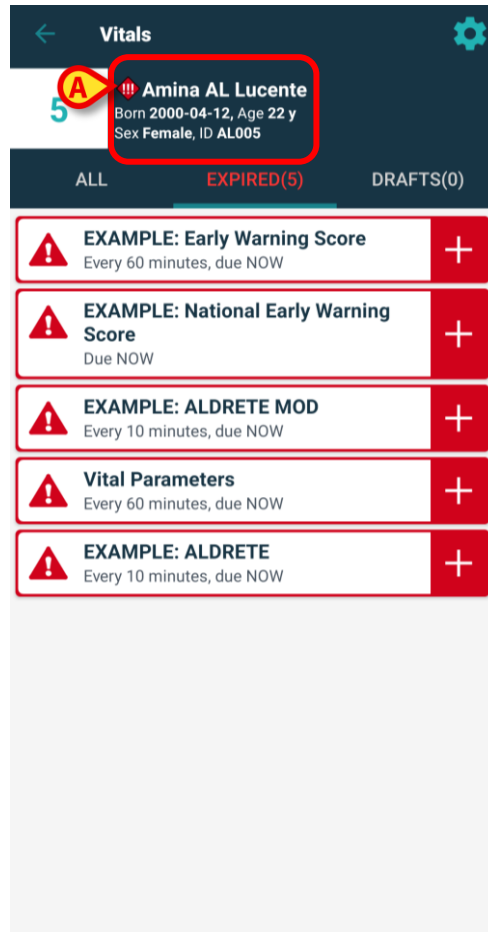 Vitals
A
5
!!! Amina AL Lucente
Born 2000-04-12, Age 22 y
Sex Female, ID AL005
ALL
EXPIRED(5)
DRAFTS(0)
EXAMPLE: Early Warning Score
Every 60 minutes, due NOW
EXAMPLE: National Early Warning
Score
Due NOW
EXAMPLE: ALDRETE MOD
Every 10 minutes, due NOW
Vital Parameters
Every 60 minutes, due NOW
EXAMPLE: ALDRETE
Every 10 minutes, due NOW